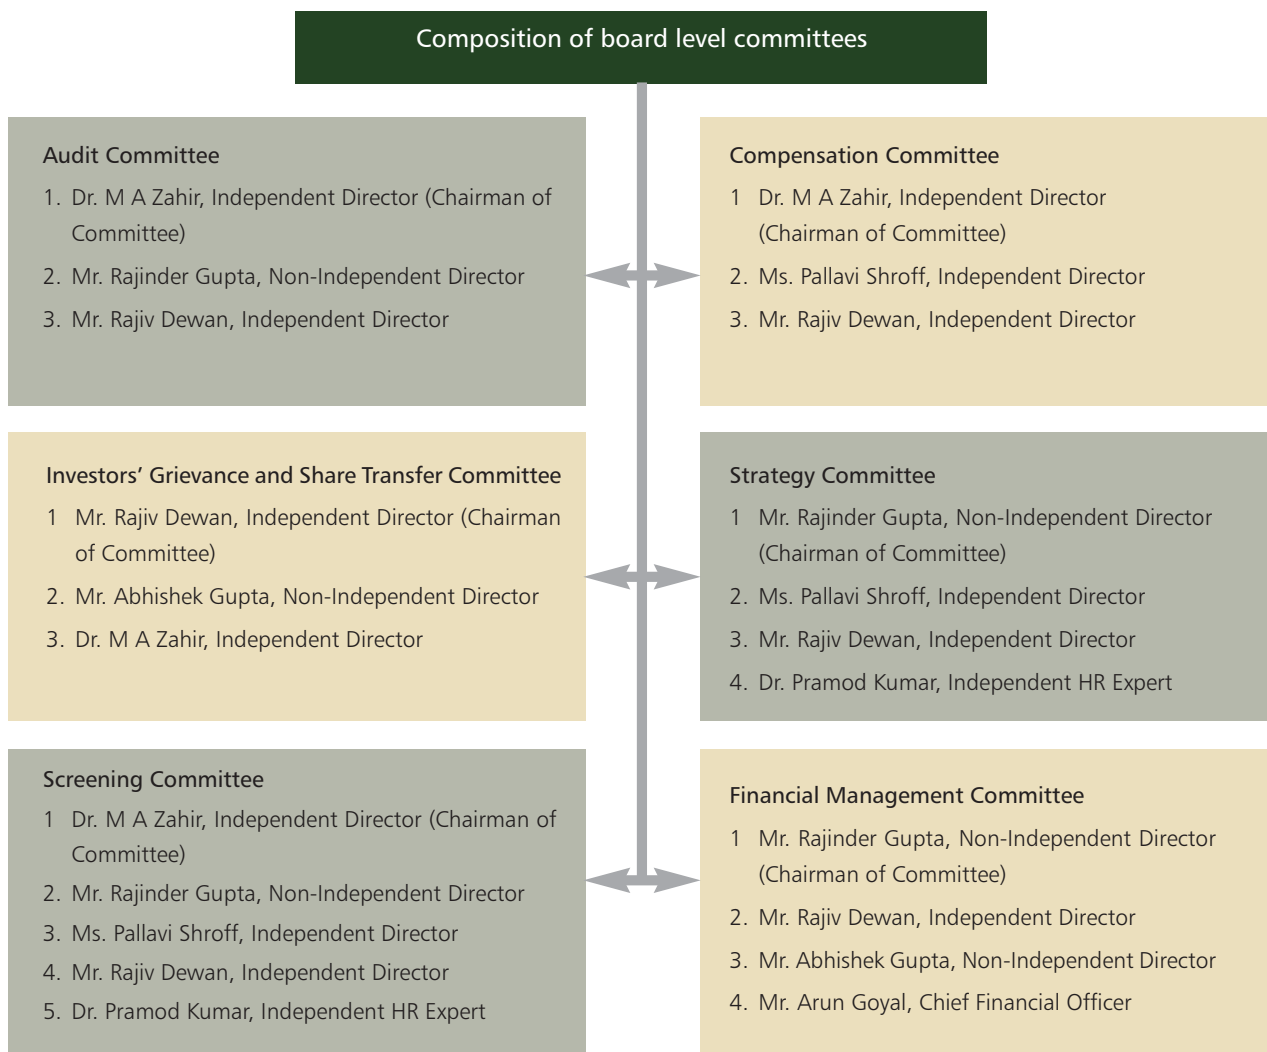 Composition of board level committees
Audit Committee
1. Dr. M A Zahir, Independent Director (Chairman of
Committee)
2. Mr. Rajinder Gupta, Non-Independent Director
3. Mr. Rajiv Dewan, Independent Director
Compensation Committee
1 Dr. M A Zahir, Independent Director
(Chairman of Committee)
2. Ms. Pallavi Shroff, Independent Director
3. Mr. Rajiv Dewan, Independent Director
Investors’ Grievance and Share Transfer Committee
1 Mr. Rajiv Dewan, Independent Director (Chairman
of Committee)
2. Mr. Abhishek Gupta, Non-Independent Director
3. Dr. M A Zahir, Independent Director
Strategy Committee
1 Mr. Rajinder Gupta, Non-Independent Director
(Chairman of Committee)
2. Ms. Pallavi Shroff, Independent Director
3. Mr. Rajiv Dewan, Independent Director
4. Dr. Pramod Kumar, Independent HR Expert
Screening Committee
1 Dr. M A Zahir, Independent Director (Chairman of
Committee)
2. Mr. Rajinder Gupta, Non-Independent Director
3. Ms. Pallavi Shroff, Independent Director
4. Mr. Rajiv Dewan, Independent Director
5. Dr. Pramod Kumar, Independent HR Expert
Financial Management Committee
1 Mr. Rajinder Gupta, Non-Independent Director
(Chairman of Committee)
2. Mr. Rajiv Dewan, Independent Director
3. Mr. Abhishek Gupta, Non-Independent Director
4. Mr. Arun Goyal, Chief Financial Officer